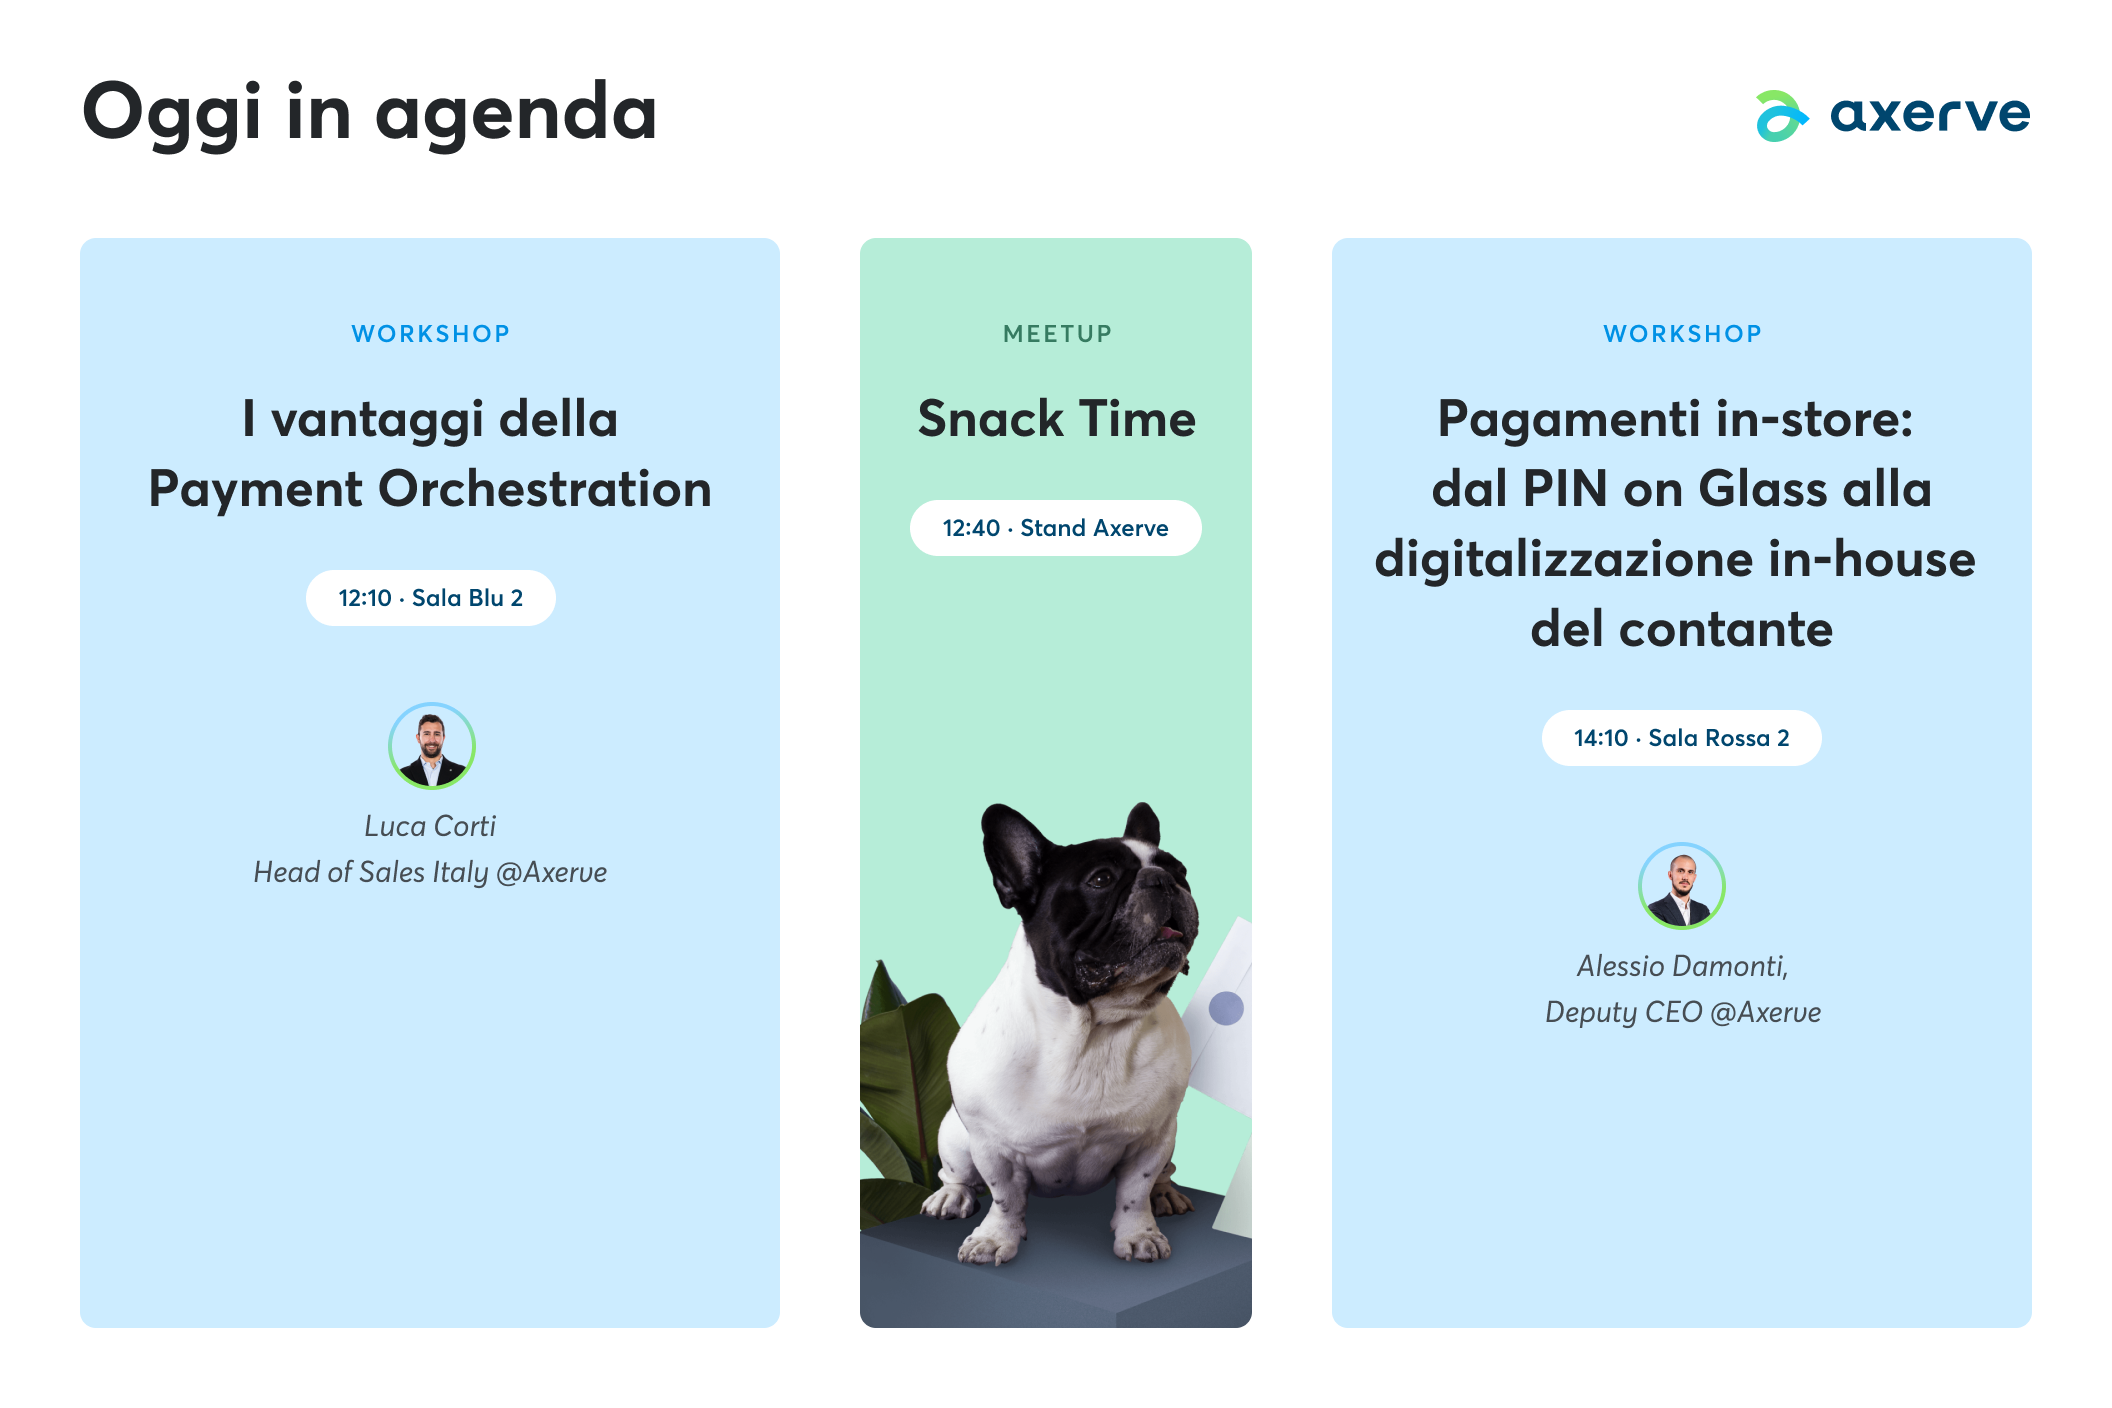 Oggi in agenda
axerve
WORKSHOP
I vantaggi della
Payment Orchestration
12:10 · Sala Blu 2
Luca Corti
Head of Sales Italy @Axerve
MEETUP
Snack Time
12:40 · Stand Axerve
WORKSHOP
Pagamenti in-store:
dal PIN on Glass alla
digitalizzazione in-house
del contante
14:10 · Sala Rossa 2
Alessio Damonti,
Deputy CEO @Axerve